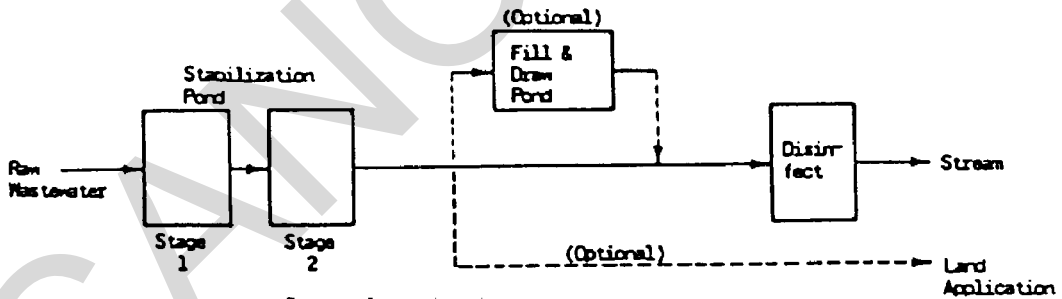 (Optional)
Fill &
Draw
Pond
Stabilization
Pond
Raw
Wastewater
Stage
1
Stage
2
Disin-
fect
Stream
(Optional)
Land
Application